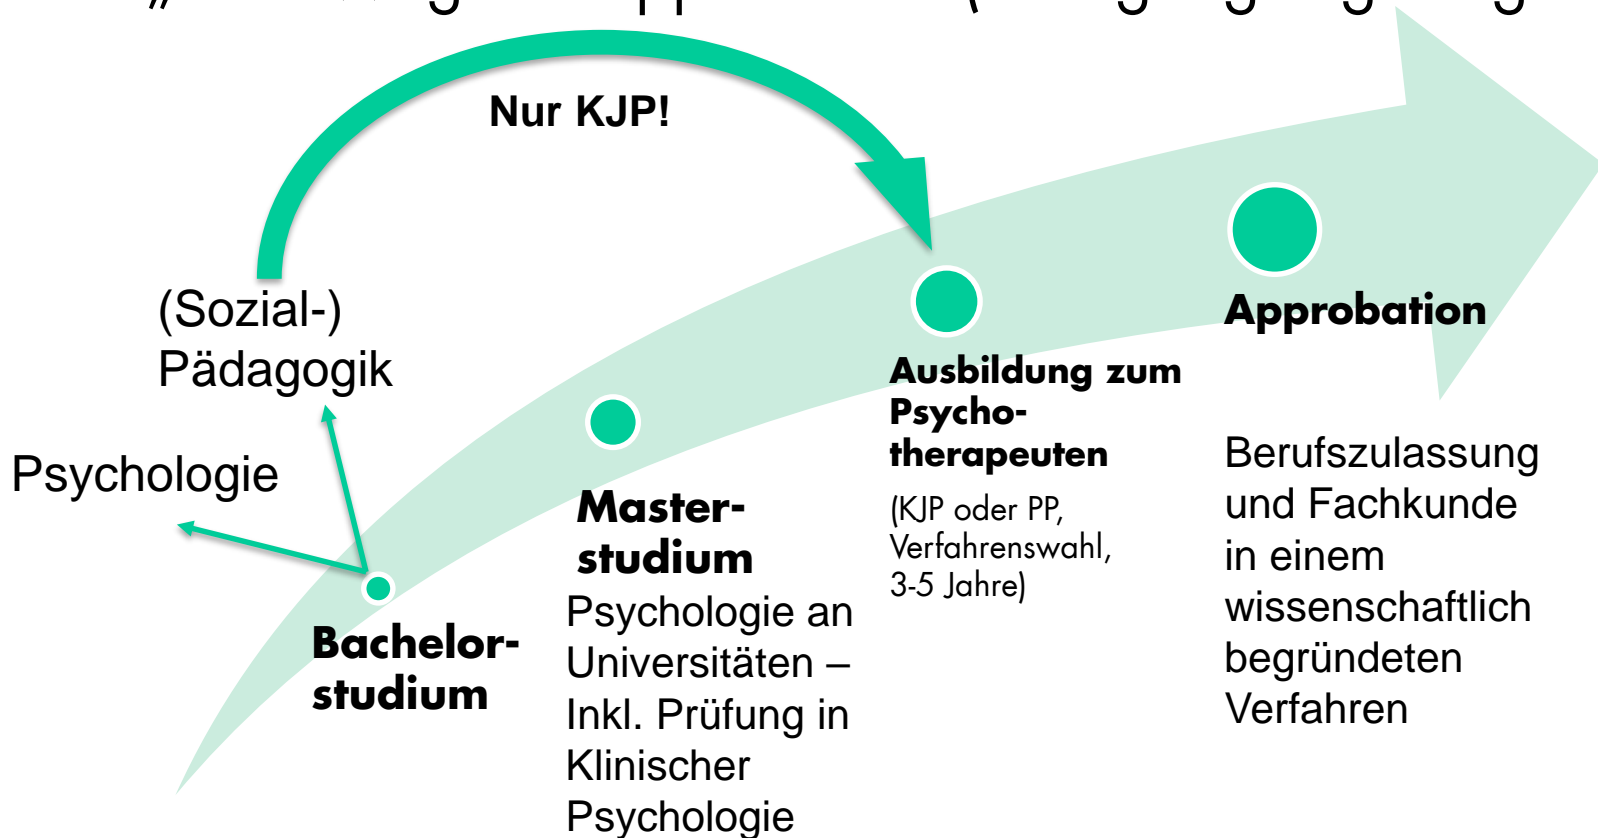 Nur KJP!
(Sozial-)
Pädagogik
Psychologie
Bachelor-
studium
Master-
studium
Psychologie an
Universitäten –
Inkl. Prüfung in
Klinischer
Psychologie
Ausbildung zum
Psycho-
therapeuten
(KJP oder PP,
Verfahrenswahl,
3-5 Jahre)
Approbation
Berufszulassung
und Fachkunde
in einem
wissenschaftlich
begründeten
Verfahren